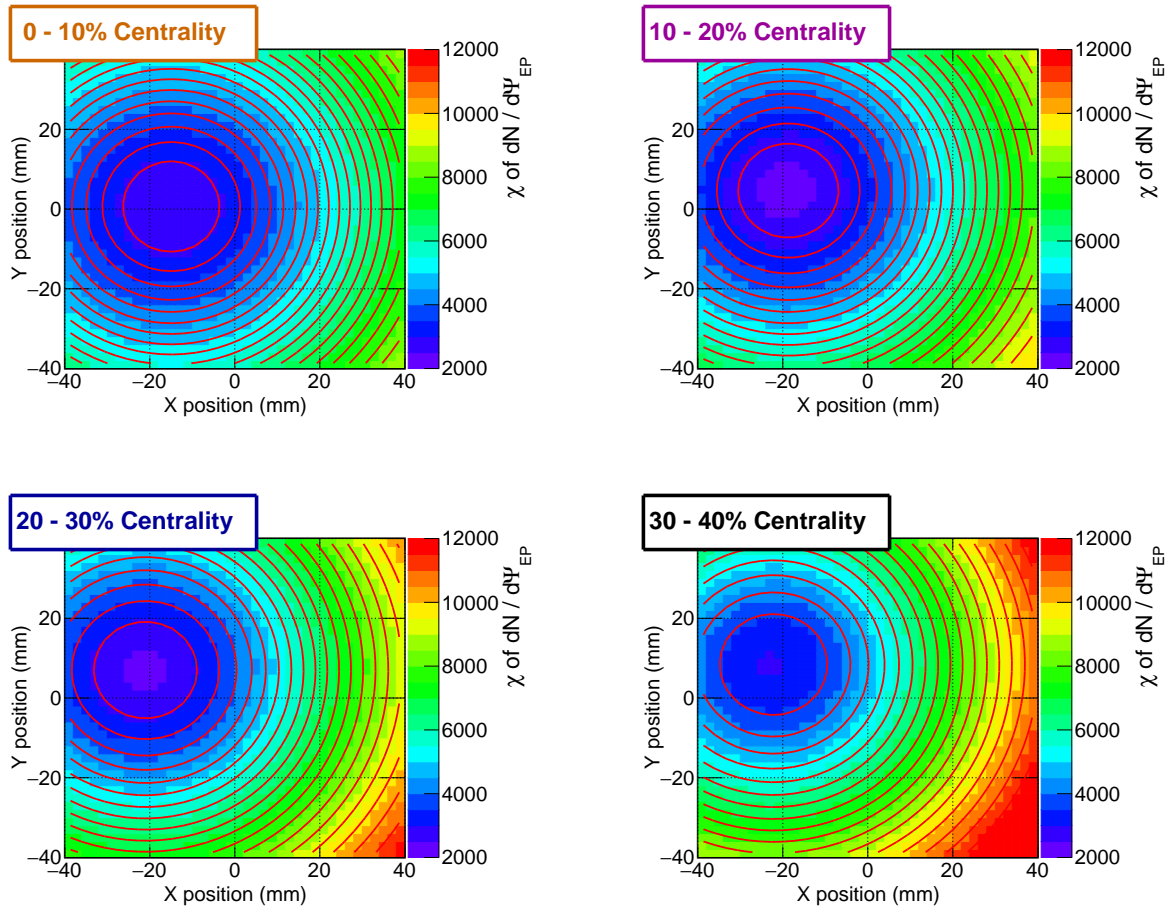 0 - 10% Centrality
12000
10000
8000
6000
4000
2000
χ of dN / dΨ_EP
20
0
−20
−40
Y position (mm)
−40 −20 0 20 40
X position (mm)
10 - 20% Centrality
12000
10000
8000
6000
4000
2000
χ of dN / dΨ_EP
20
0
−20
−40
Y position (mm)
−40 −20 0 20 40
X position (mm)
20 - 30% Centrality
12000
10000
8000
6000
4000
2000
χ of dN / dΨ_EP
20
0
−20
−40
Y position (mm)
−40 −20 0 20 40
X position (mm)
30 - 40% Centrality
12000
10000
8000
6000
4000
2000
χ of dN / dΨ_EP
20
0
−20
−40
Y position (mm)
−40 −20 0 20 40
X position (mm)